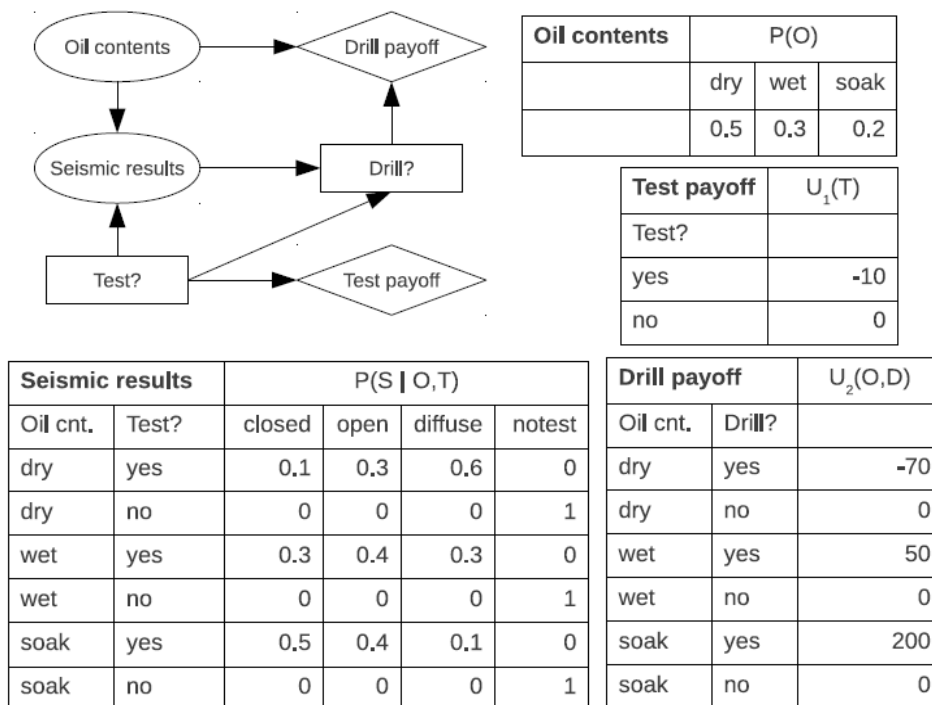 Oil contents
Drill payoff
Seismic results
Drill?
Test?
Test payoff
Oil contents P(O)
dry wet soak
0.5 0.3 0.2
Test payoff U₁(T)
Test?
yes -10
no 0
Seismic results P(S | O,T)
Oil cnt. Test? closed open diffuse notest
dry yes 0.1 0.3 0.6 0
dry no 0 0 0 1
wet yes 0.3 0.4 0.3 0
wet no 0 0 0 1
soak yes 0.5 0.4 0.1 0
soak no 0 0 0 1
Drill payoff U₂(O,D)
Oil cnt. Drill?
dry yes -70
dry no 0
wet yes 50
wet no 0
soak yes 200
soak no 0